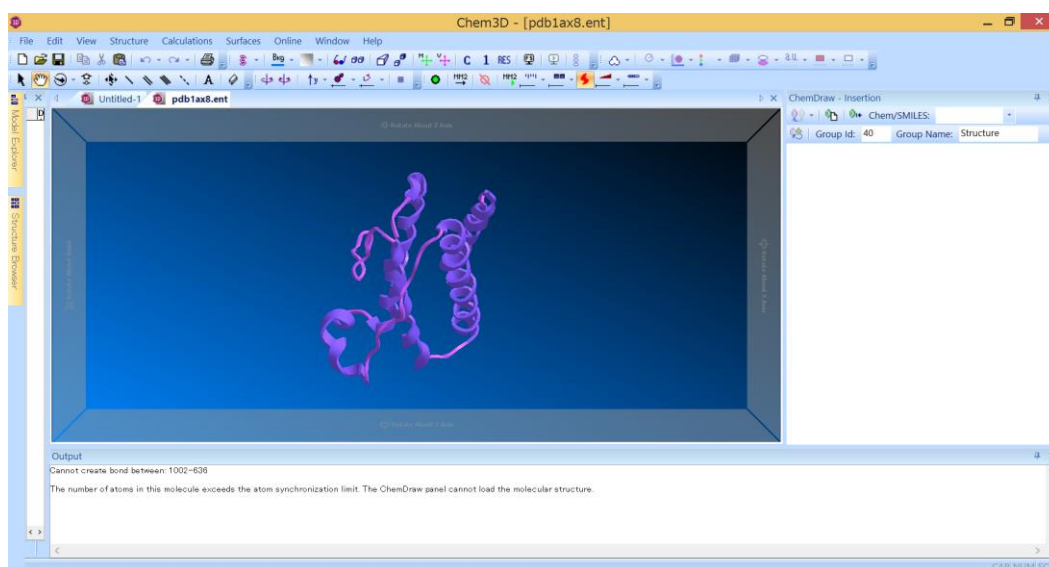 Chem3D - [pdb1ax8.ent]
File Edit View Structure Calculations Surfaces Online Window Help
Bkg
C 1 RES
A MM2 MM2
Untitled-1 pdb1ax8.ent
ChemDraw - Insertion
Chem/SMILES:
Group Id: 40 Group Name: Structure
Model Explorer
Structure Browser
Output
Cannot create bond between: 1002-636
The number of atoms in this molecule exceeds the atom synchronization limit. The ChemDraw panel cannot load the molecular structure.